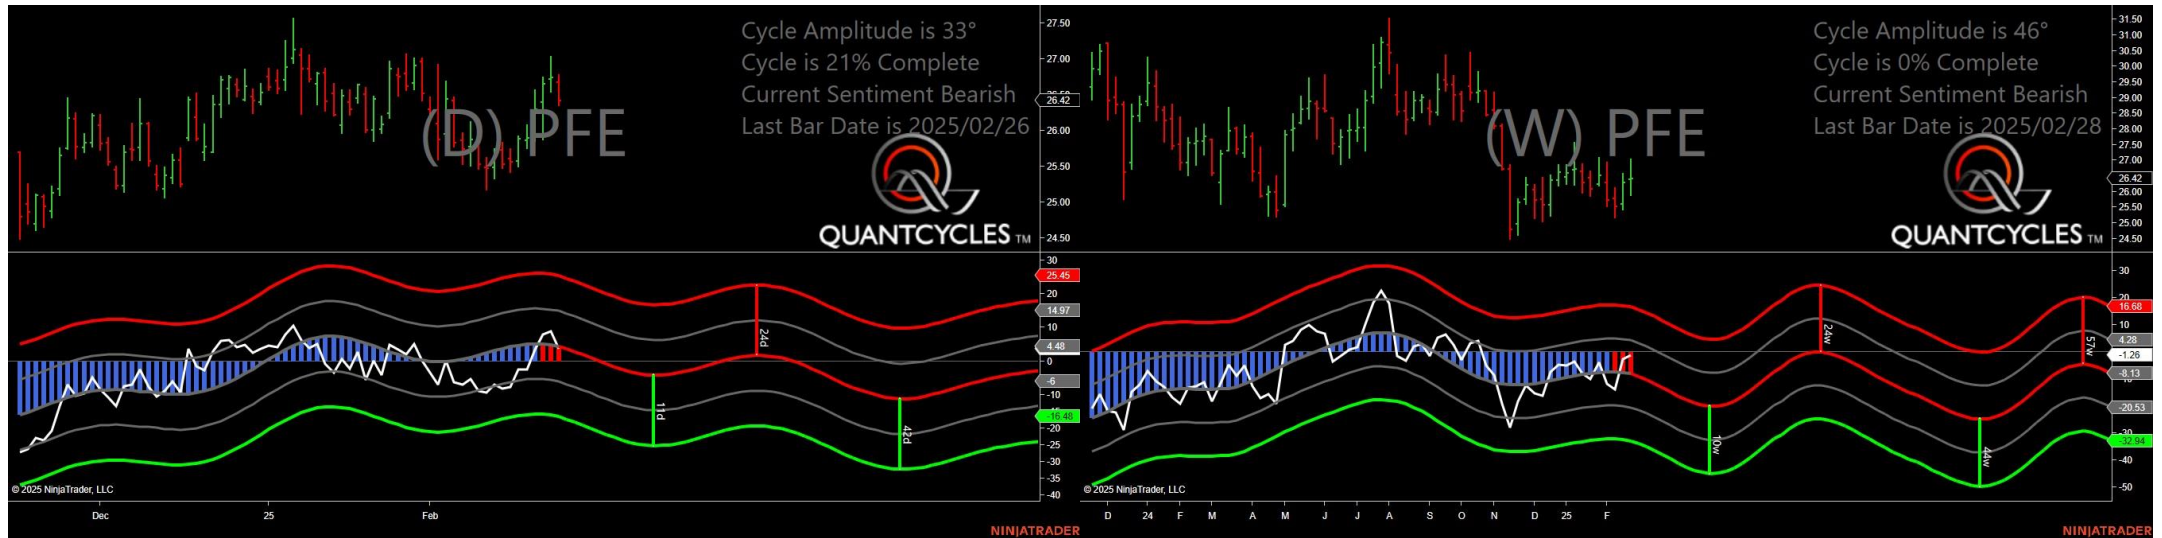 Cycle Amplitude is 33°
Cycle is 21% Complete
Current Sentiment Bearish
Last Bar Date is 2025/02/26
(D) PFE
QUANTCYCLES TM
27.50
27.00
26.42
26.00
25.50
25.00
24.50
30
25.45
20
14.97
10
4.48
0
-6
-10
-16.48
-20
-25
-30
-35
-40
24d
11d
42d
© 2025 NinjaTrader, LLC
Dec
25
Feb
NINJATRADER
Cycle Amplitude is 46°
Cycle is 0% Complete
Current Sentiment Bearish
Last Bar Date is 2025/02/28
(W) PFE
QUANTCYCLES TM
31.50
31.00
30.50
30.00
29.50
29.00
28.50
28.00
27.50
27.00
26.42
26.00
25.50
25.00
24.50
30
20
16.68
10
4.28
-1.26
-8.13
-20.53
-30
-32.94
-40
-50
24w
57w
10w
44w
© 2025 NinjaTrader, LLC
D
24
F
M
A
M
J
J
A
S
O
N
D
25
F
NINJATRADER